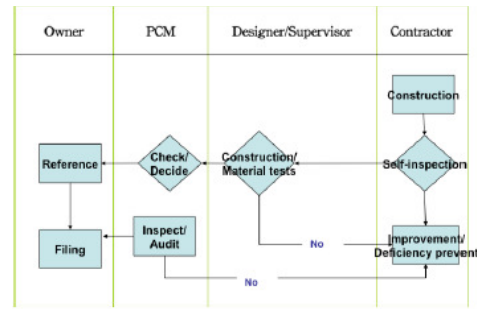 Owner
PCM
Designer/Supervisor
Contractor
Construction
Reference
Check/
Decide
Construction/
Material tests
Self-inspection
Filing
Inspect/
Audit
No
Improvement/
Deficiency prevent
No